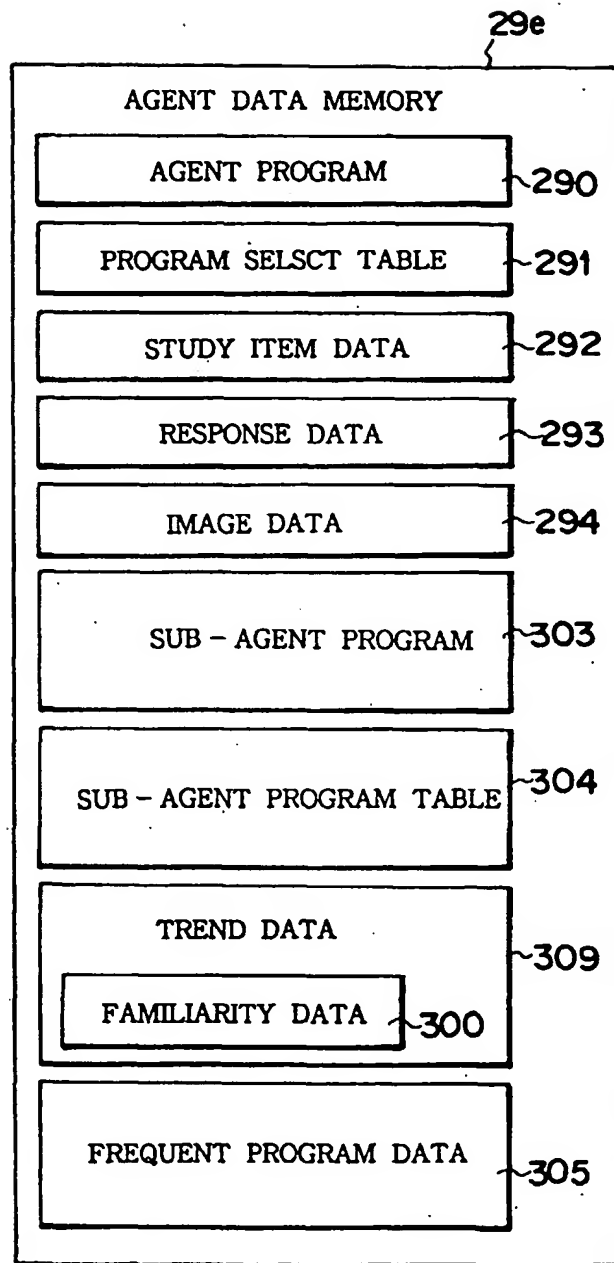 29e
AGENT DATA MEMORY
AGENT PROGRAM 290
PROGRAM SELSCT TABLE 291
STUDY ITEM DATA 292
RESPONSE DATA 293
IMAGE DATA 294
SUB-AGENT PROGRAM 303
SUB-AGENT PROGRAM TABLE 304
TREND DATA 309
FAMILIARITY DATA 300
FREQUENT PROGRAM DATA 305